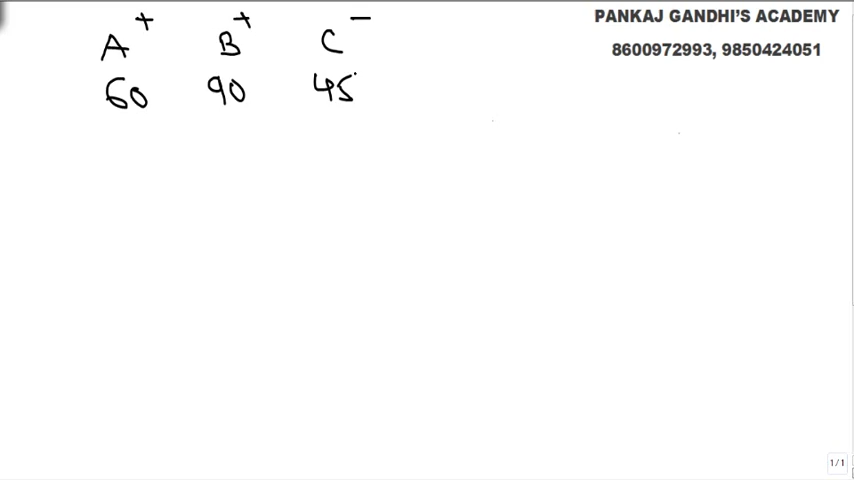 A+ B+ C−
60 90 45
PANKAJ GANDHI'S ACADEMY
8600972993, 9850424051
1/1